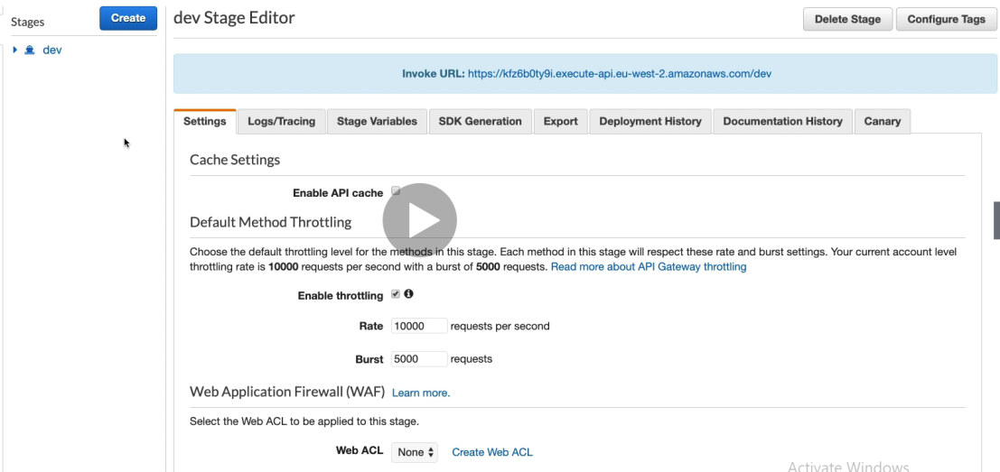 Stages
Create
dev
dev Stage Editor
Delete Stage
Configure Tags
Invoke URL: https://kfz6b0ty9i.execute-api.eu-west-2.amazonaws.com/dev
Settings
Logs/Tracing
Stage Variables
SDK Generation
Export
Deployment History
Documentation History
Canary
Cache Settings
Enable API cache
Default Method Throttling
Choose the default throttling level for the methods in this stage. Each method in this stage will respect these rate and burst settings. Your current account level
throttling rate is 10000 requests per second with a burst of 5000 requests. Read more about API Gateway throttling
Enable throttling
Rate 10000 requests per second
Burst 5000 requests
Web Application Firewall (WAF) Learn more.
Select the Web ACL to be applied to this stage.
Web ACL None Create Web ACL
Activate Windows